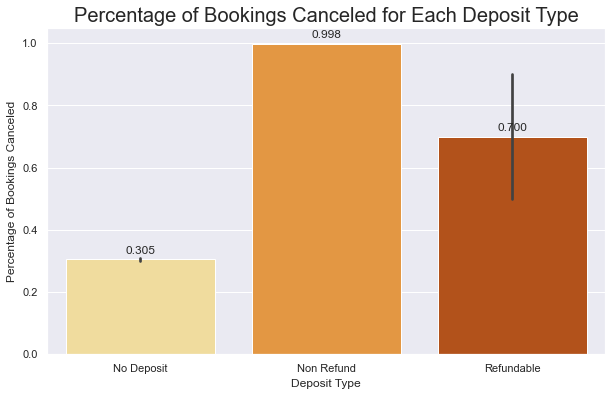 Percentage of Bookings Canceled for Each Deposit Type
Percentage of Bookings Canceled
1.0
0.8
0.6
0.4
0.2
0.0
0.305
0.998
0.700
No Deposit
Non Refund
Refundable
Deposit Type